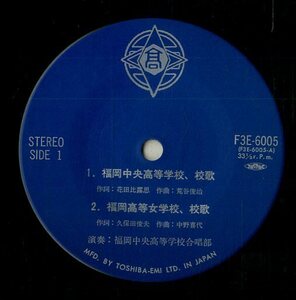 高
STEREO
SIDE 1
F3E-6005
(F3E-6005-A)
33⅓r.p.m.
1. 福岡中央高等学校、校歌
作詞：花田比露思 作曲：荒谷俊治
2. 福岡高等女学校、校歌
作詞：久保田俊夫 作曲：中野喜代
演奏：福岡中央高等学校合唱部
MFD. BY TOSHIBA-EMI LTD. IN JAPAN